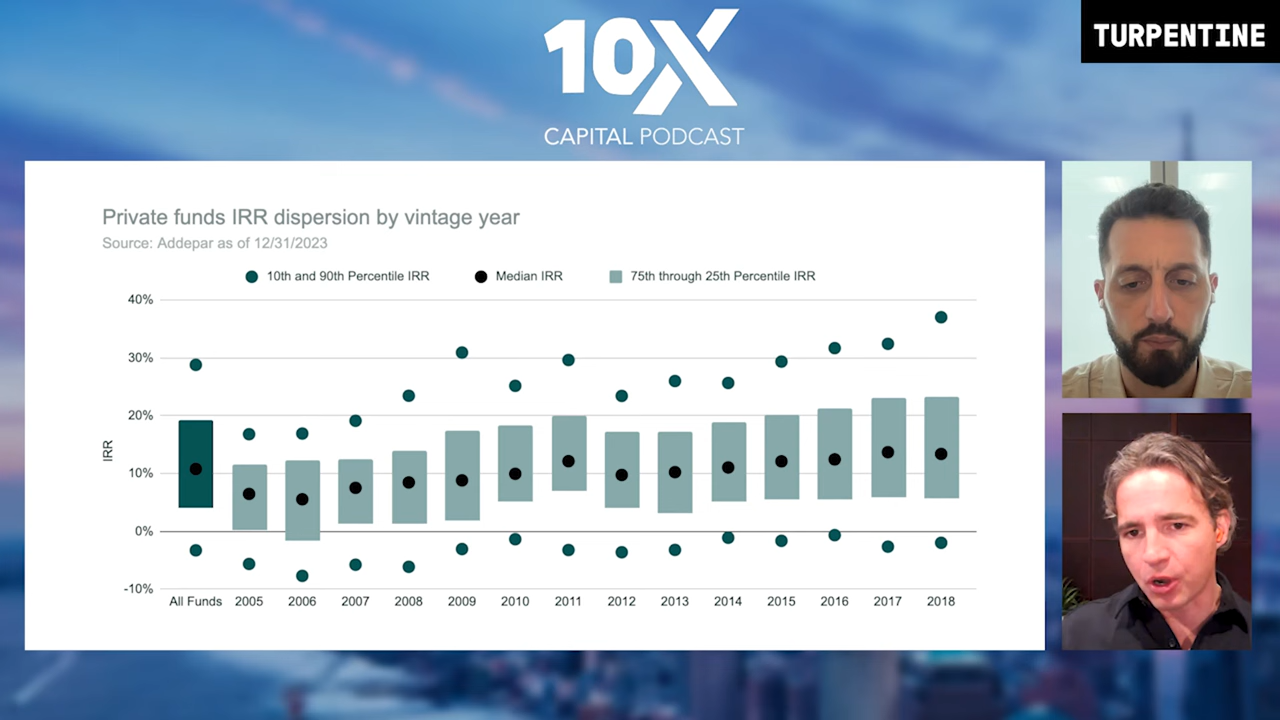 10X
CAPITAL PODCAST
TURPENTINE
Private funds IRR dispersion by vintage year
Source: Addepar as of 12/31/2023
10th and 90th Percentile IRR
Median IRR
75th through 25th Percentile IRR
IRR
40%
30%
20%
10%
0%
-10%
All Funds 2005 2006 2007 2008 2009 2010 2011 2012 2013 2014 2015 2016 2017 2018